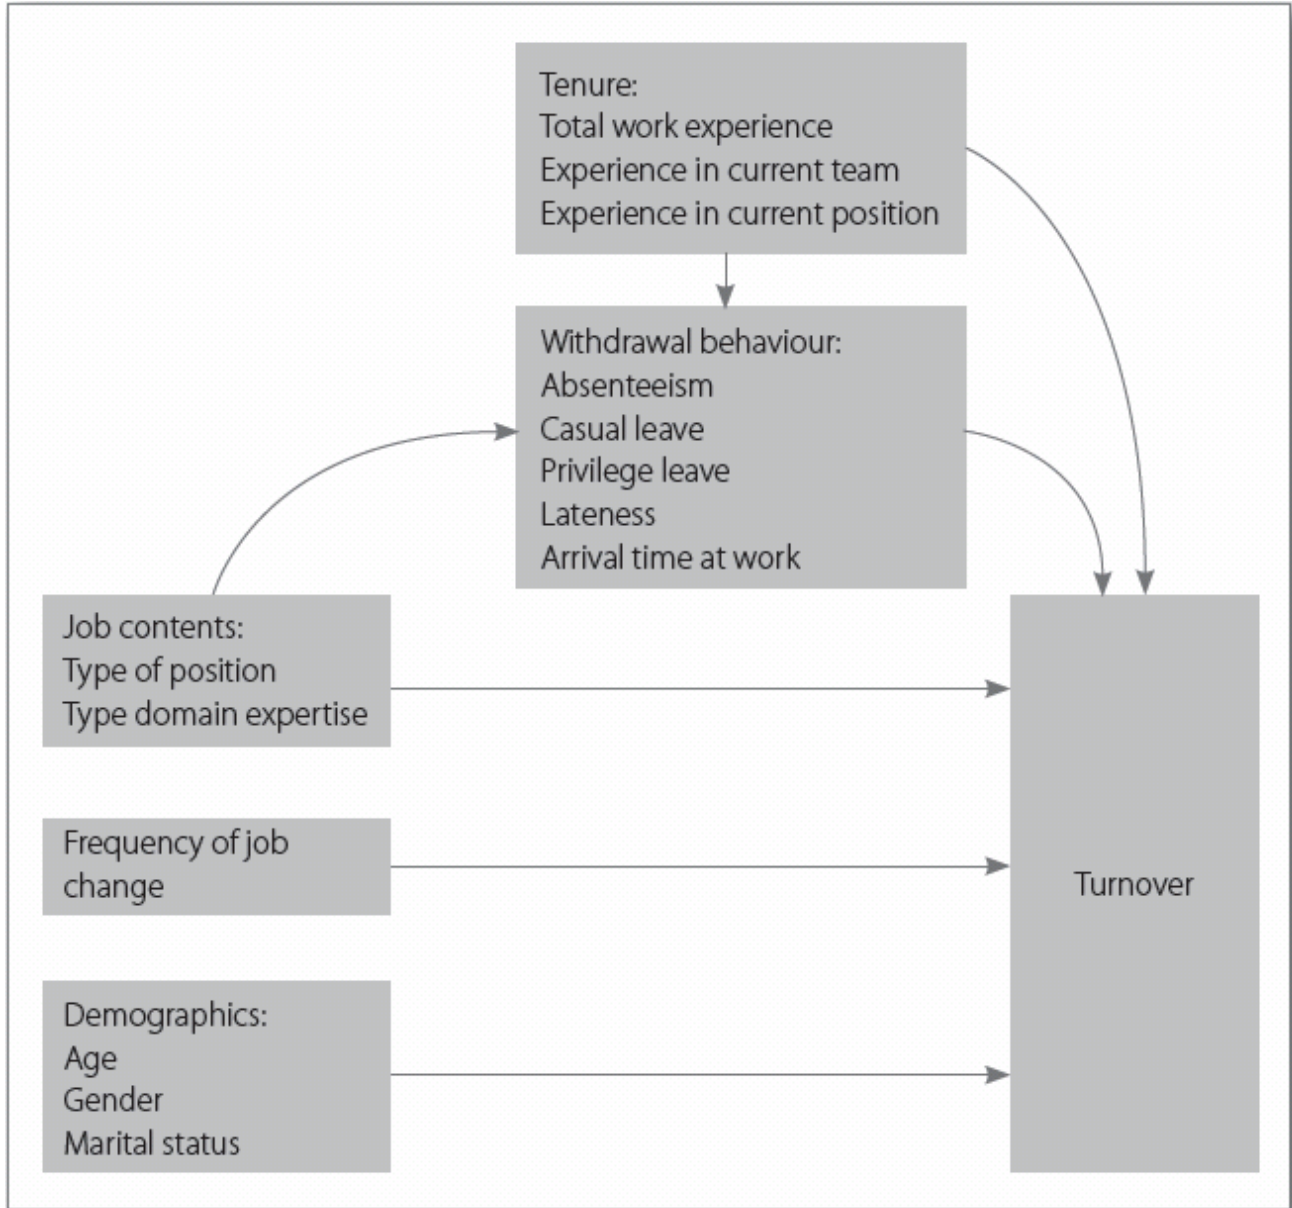 Tenure:
Total work experience
Experience in current team
Experience in current position
Withdrawal behaviour:
Absenteeism
Casual leave
Privilege leave
Lateness
Arrival time at work
Job contents:
Type of position
Type domain expertise
Frequency of job
change
Turnover
Demographics:
Age
Gender
Marital status